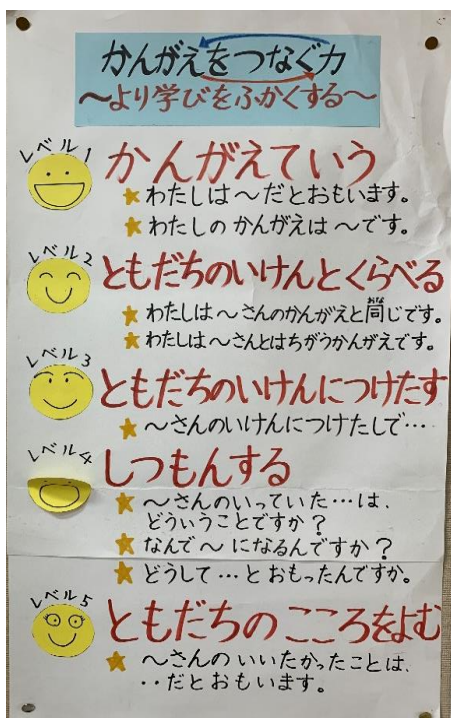 かんがえをつなぐ力
～より学びをふかくする～
レベル1
かんがえていう
★わたしは～だとおもいます。
★わたしの かんがえは～です。
レベル2
ともだちのいけんとくらべる
★わたしは～さんのかんがえと同じです。
★わたしは～さんとはちがうかんがえです。
レベル3
ともだちのいけんにつけたす
★～さんのいけんにつけたしで…
レベル4
しつもんする
★～さんのいっていた…は、
どういうことですか？
★なんで～になるんですか？
★どうして…とおもったんですか。
レベル5
ともだちの こころをよむ
★～さんの いいたかったことは、
‥だとおもいます。